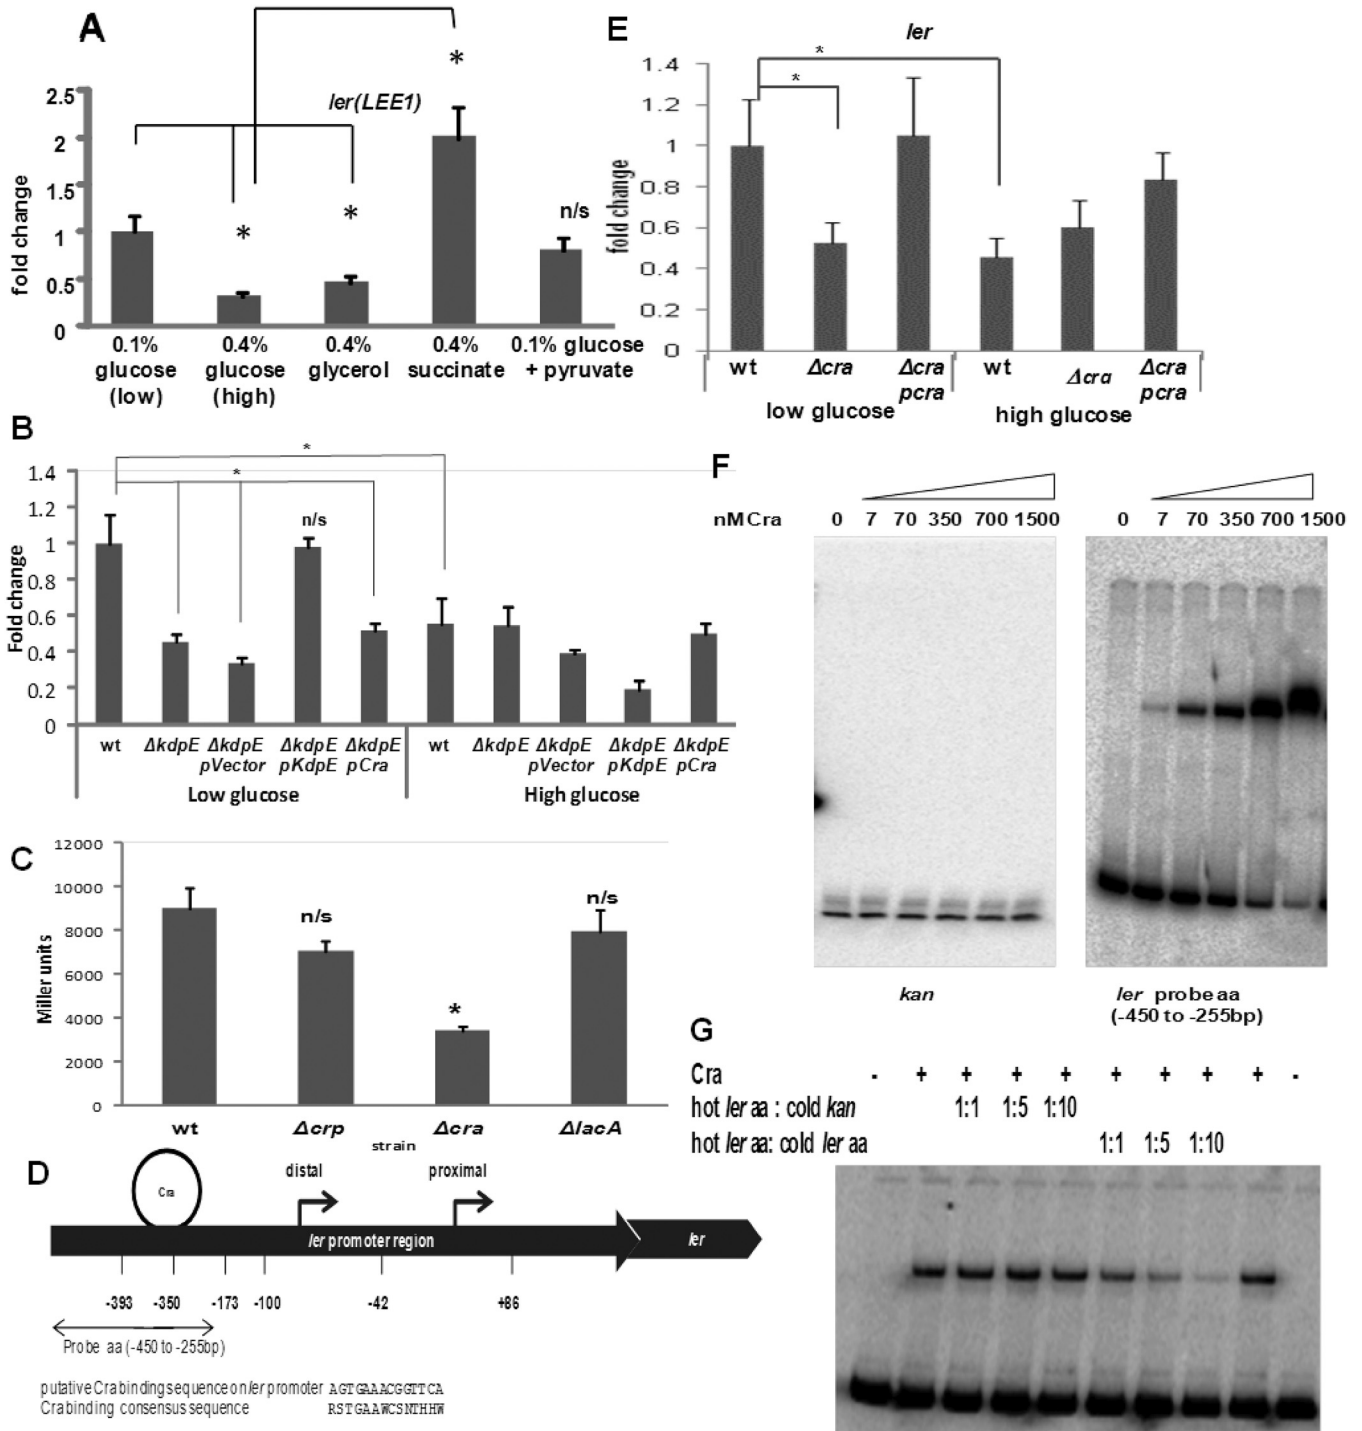 A
ler(LEE1)
fold change
2.5
2
1.5
1
0.5
0
*
*
*
n/s
0.1% glucose (low)
0.4% glucose (high)
0.4% glycerol
0.4% succinate
0.1% glucose + pyruvate
B
Fold change
1.4
1.2
1
0.8
0.6
0.4
0.2
0
*
*
n/s
wt
ΔkdpE
ΔkdpE pVector
ΔkdpE pKdpE
ΔkdpE pCra
wt
ΔkdpE
ΔkdpE pVector
ΔkdpE pKdpE
ΔkdpE pCra
Low glucose
High glucose
C
Miller units
12000
10000
8000
6000
4000
2000
0
n/s
*
n/s
wt
Δcrp
Δcra
ΔlacA
strain
D
Cra
distal
proximal
ler promoter region
ler
-393
-350
-173
-100
-42
+86
Probe aa (-450 to -255bp)
putative Cra binding sequence on ler promoter AGTGAAACGGTTCA
Cra binding consensus sequence RSTGAAWCSNTHHW
E
ler
fold change
1.4
1.2
1
0.8
0.6
0.4
0.2
0
*
*
wt
Δcra
Δcra pcra
wt
Δcra
Δcra pcra
low glucose
high glucose
F
nM Cra 0 7 70 350 700 1500
0 7 70 350 700 1500
kan
ler probe aa
(-450 to -255bp)
G
Cra - + + + + + + + + -
hot ler aa : cold kan 1:1 1:5 1:10
hot ler aa: cold ler aa 1:1 1:5 1:10